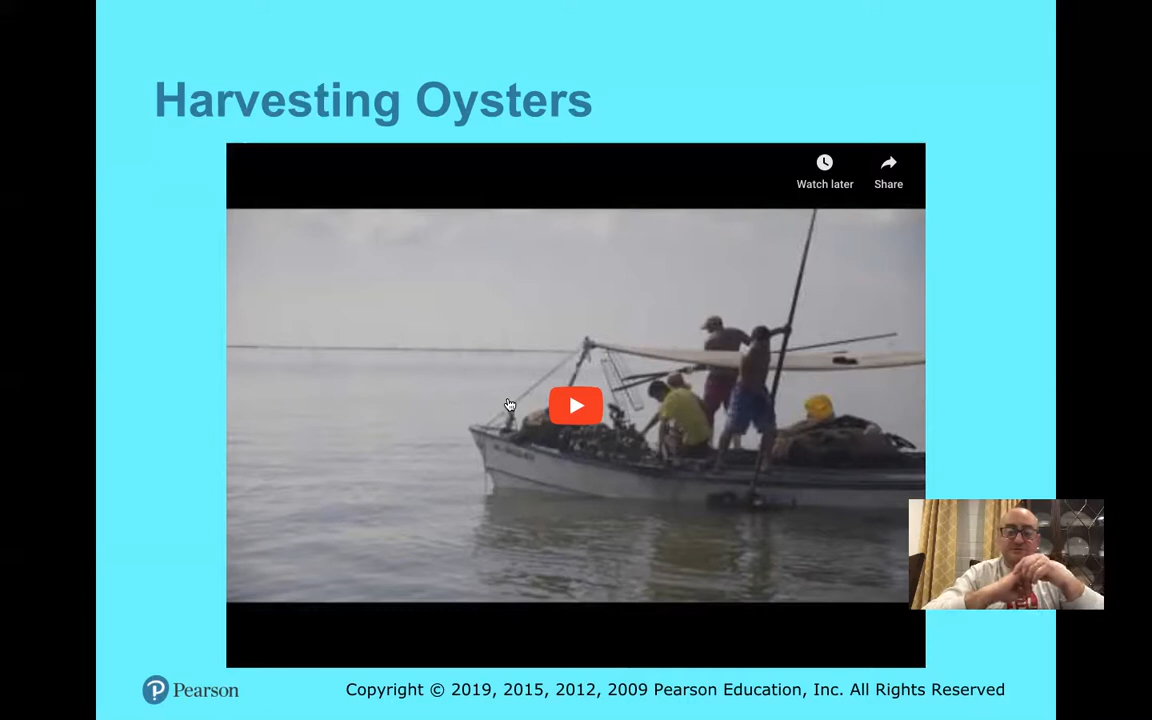 Harvesting Oysters
Watch later
Share
Pearson
Copyright © 2019, 2015, 2012, 2009 Pearson Education, Inc. All Rights Reserved